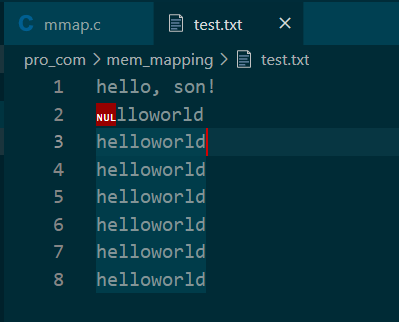 mmap.c
test.txt
pro_com > mem_mapping > test.txt
1 hello, son!
2 NULlloworld
3 helloworld
4 helloworld
5 helloworld
6 helloworld
7 helloworld
8 helloworld